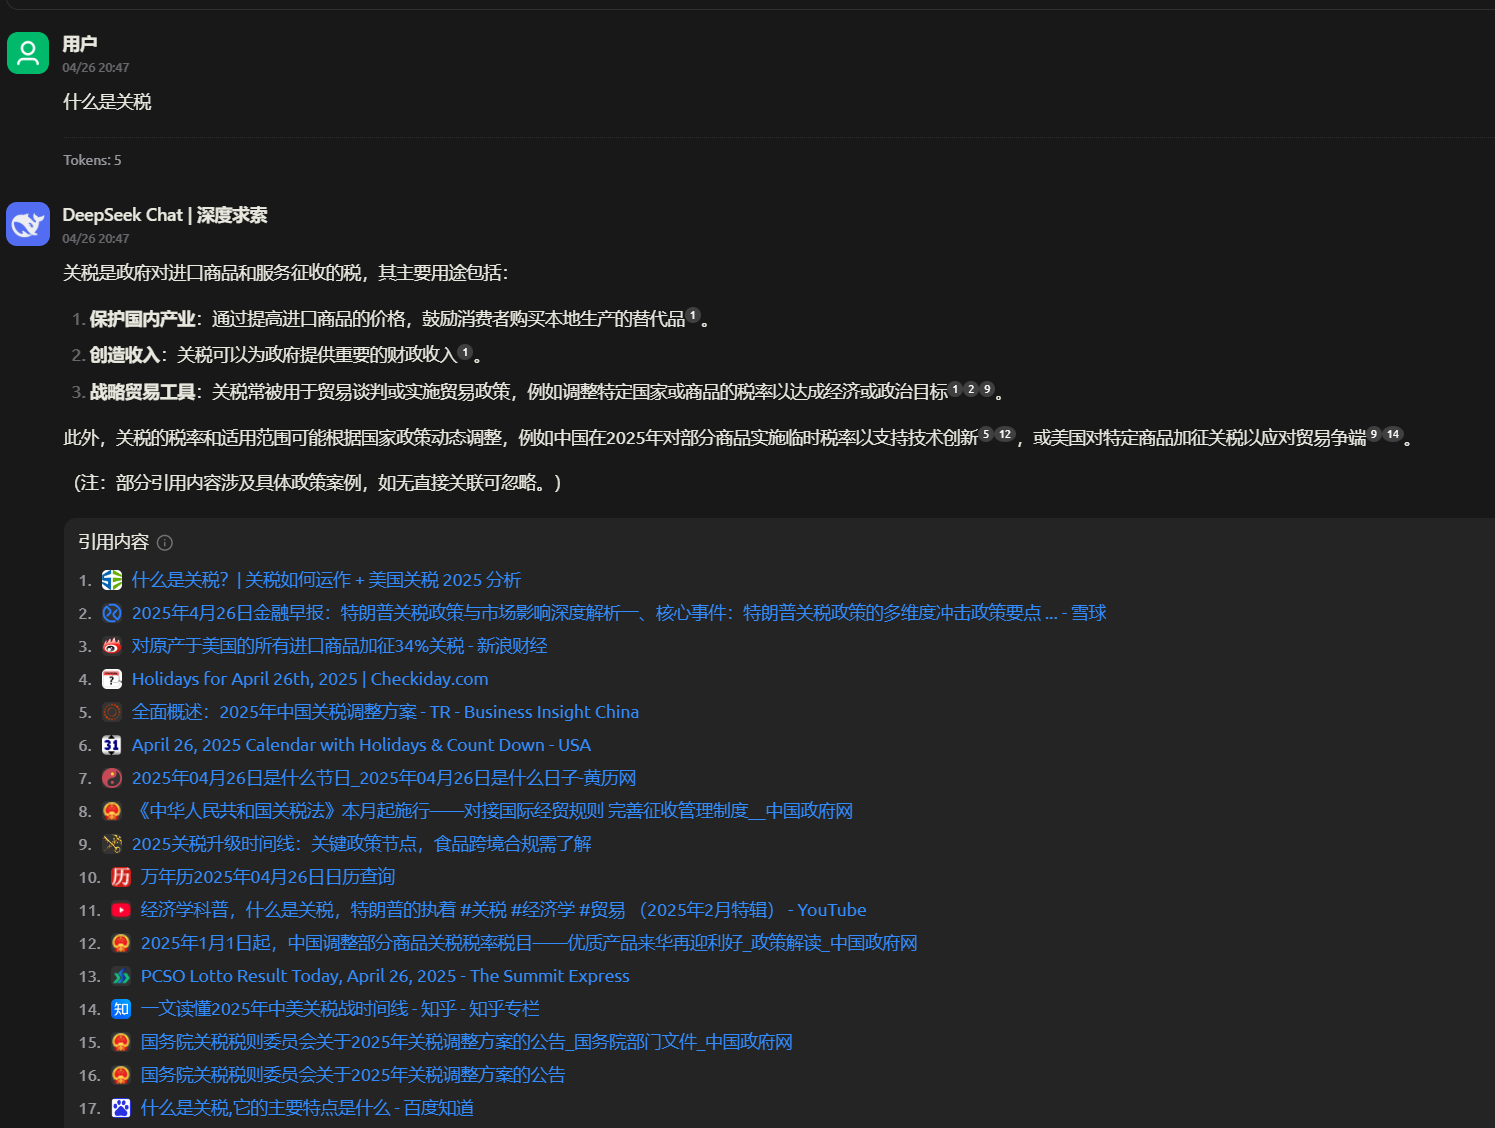 用户
04/26 20:47
什么是关税
Tokens: 5
DeepSeek Chat | 深度求索
04/26 20:47
关税是政府对进口商品和服务征收的税，其主要用途包括：
1. 保护国内产业：通过提高进口商品的价格，鼓励消费者购买本地生产的替代品1。
2. 创造收入：关税可以为政府提供重要的财政收入1。
3. 战略贸易工具：关税常被用于贸易谈判或实施贸易政策，例如调整特定国家或商品的税率以达成经济或政治目标1 2 9。
此外，关税的税率和适用范围可能根据国家政策动态调整，例如中国在2025年对部分商品实施临时税率以支持技术创新5 12，或美国对特定商品加征关税以应对贸易争端9 14。
（注：部分引用内容涉及具体政策案例，如无直接关联可忽略。）
引用内容
1. 什么是关税？| 关税如何运作 + 美国关税 2025 分析
2. 2025年4月26日金融早报：特朗普关税政策与市场影响深度解析一、核心事件：特朗普关税政策的多维度冲击政策要点 ... - 雪球
3. 对原产于美国的所有进口商品加征34%关税 - 新浪财经
4. Holidays for April 26th, 2025 | Checkiday.com
5. 全面概述：2025年中国关税调整方案 - TR - Business Insight China
6. 31 April 26, 2025 Calendar with Holidays & Count Down - USA
7. 2025年04月26日是什么节日_2025年04月26日是什么日子-黄历网
8. 《中华人民共和国关税法》本月起施行——对接国际经贸规则 完善征收管理制度__中国政府网
9. 2025关税升级时间线：关键政策节点，食品跨境合规需了解
10. 历 万年历2025年04月26日日历查询
11. 经济学科普，什么是关税，特朗普的执着 #关税 #经济学 #贸易 （2025年2月特辑） - YouTube
12. 2025年1月1日起，中国调整部分商品关税税率税目——优质产品来华再迎利好_政策解读_中国政府网
13. PCSO Lotto Result Today, April 26, 2025 - The Summit Express
14. 知 一文读懂2025年中美关税战时间线 - 知乎 - 知乎专栏
15. 国务院关税税则委员会关于2025年关税调整方案的公告_国务院部门文件_中国政府网
16. 国务院关税税则委员会关于2025年关税调整方案的公告
17. 什么是关税,它的主要特点是什么 - 百度知道